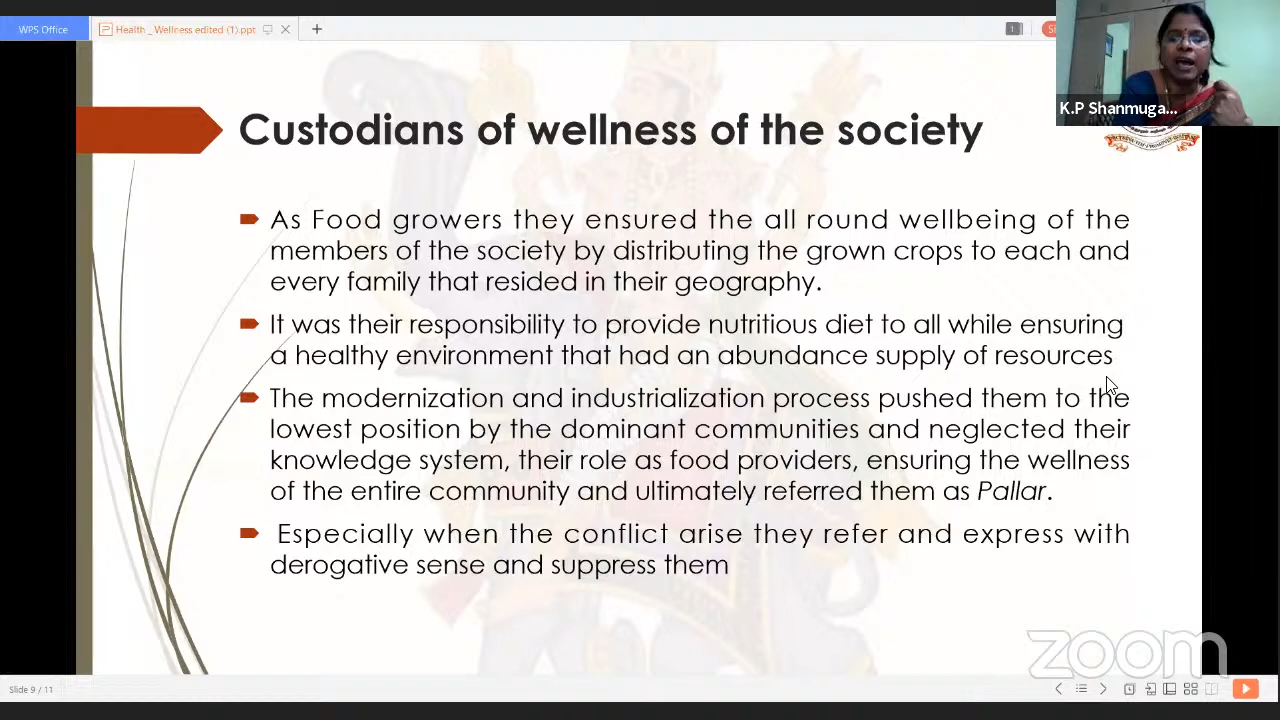 WPS Office
Health _ Wellness edited (1).ppt
1
K.P Shanmuga...
Custodians of wellness of the society
As Food growers they ensured the all round wellbeing of the
members of the society by distributing the grown crops to each and
every family that resided in their geography.
It was their responsibility to provide nutritious diet to all while ensuring
a healthy environment that had an abundance supply of resources
The modernization and industrialization process pushed them to the
lowest position by the dominant communities and neglected their
knowledge system, their role as food providers, ensuring the wellness
of the entire community and ultimately referred them as Pallar.
Especially when the conflict arise they refer and express with
derogative sense and suppress them
zoom
Slide 9 / 11